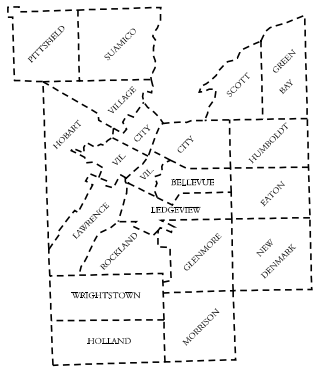 PITTSFIELD
SUAMICO
GREEN
BAY
SCOTT
VILLAGE
HOBART
CITY
CITY
HUMBOLDT
VIL.
VIL.
BELLEVUE
EATON
LAWRENCE
LEDGEVIEW
ROCKLAND
GLENMORE
NEW
DENMARK
WRIGHTSTOWN
HOLLAND
MORRISON